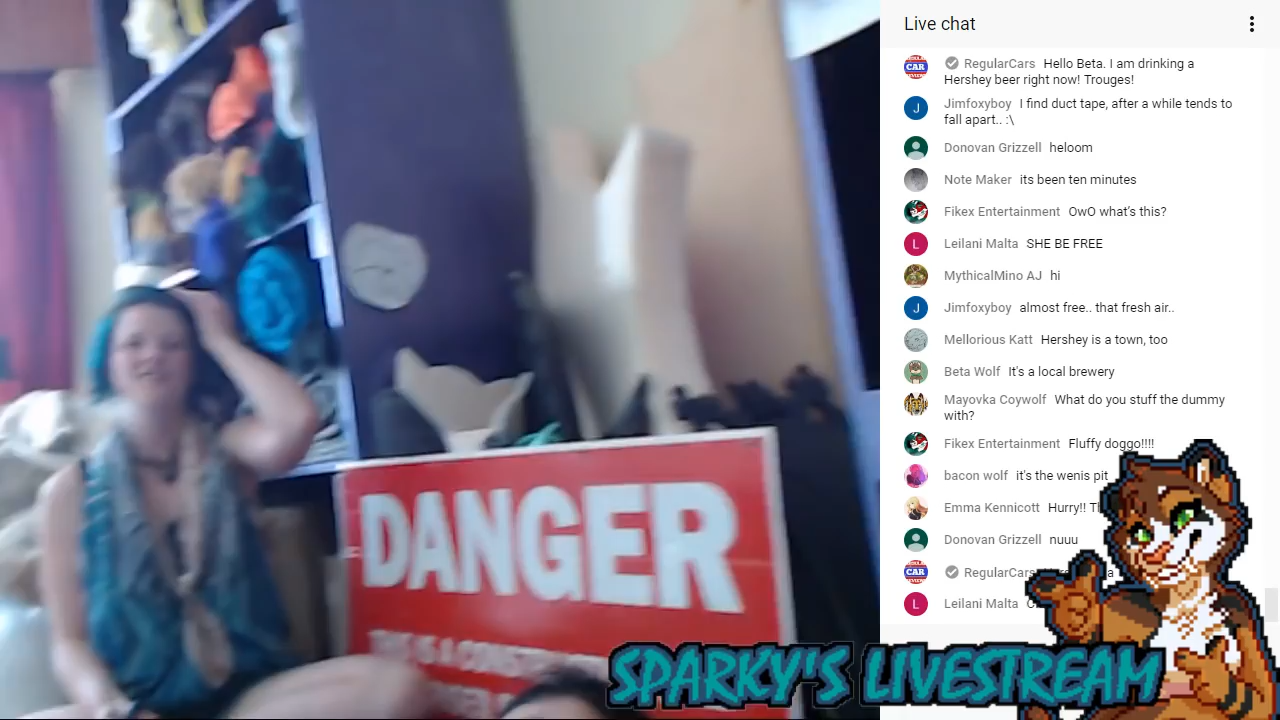 Live chat
RegularCars Hello Beta. I am drinking a
Hershey beer right now! Trouges!
Jimfoxyboy I find duct tape, after a while tends to
fall apart.. :\
Donovan Grizzell heloom
Note Maker its been ten minutes
Fikex Entertainment OwO what's this?
Leilani Malta SHE BE FREE
MythicalMino AJ hi
Jimfoxyboy almost free.. that fresh air..
Mellorious Katt Hershey is a town, too
Beta Wolf It's a local brewery
Mayovka Coywolf What do you stuff the dummy
with?
Fikex Entertainment Fluffy doggo!!!!
bacon wolf it's the wenis pit
Emma Kennicott Hurry!!
Donovan Grizzell nuuu
RegularCars
Leilani Malta
J
J
L
L
CAR
CAR
DANGER
THIS IS A
SPARKY'S LIVESTREAM